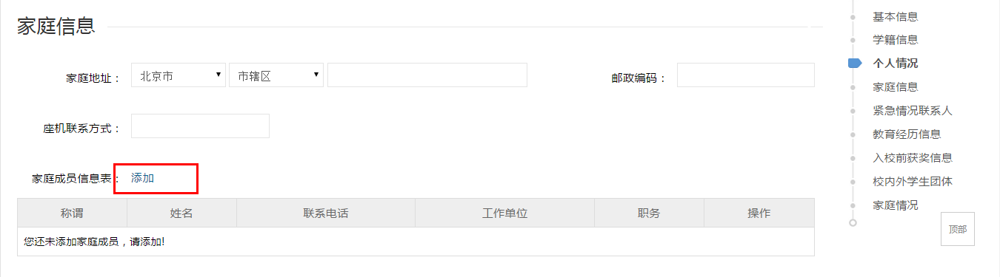 家庭信息
家庭地址： 北京市 市辖区 邮政编码：
座机联系方式：
家庭成员信息表： 添加
称谓 姓名 联系电话 工作单位 职务 操作
您还未添加家庭成员，请添加!
基本信息
学籍信息
个人情况
家庭信息
紧急情况联系人
教育经历信息
入校前获奖信息
校内外学生团体
家庭情况
顶部